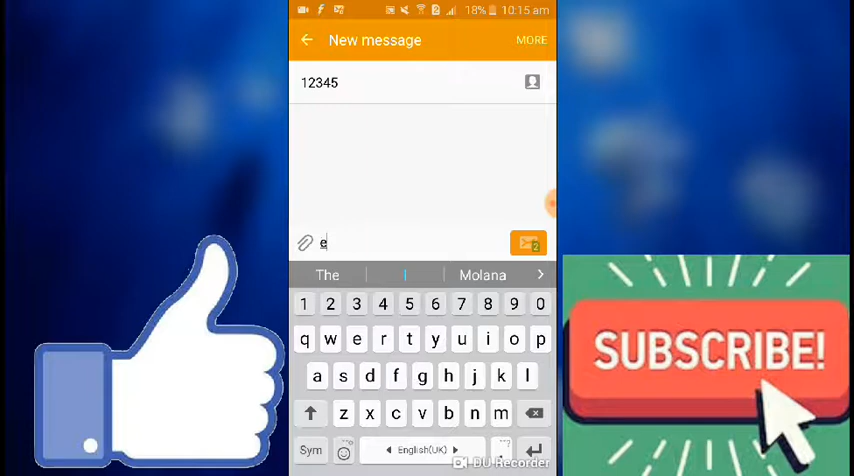 18% 10:15 am
New message MORE
12345
e
2
The I Molana
1 2 3 4 5 6 7 8 9 0
q w e r t y u i o p
a s d f g h j k l
z x c v b n m
Sym English(UK) .
DU Recorder
SUBSCRIBE!